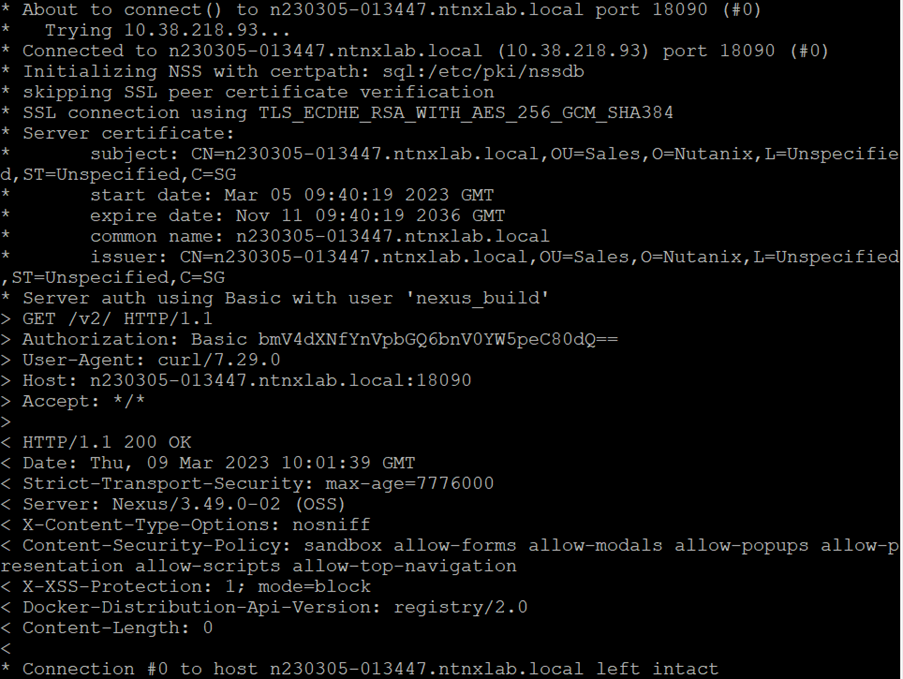 * About to connect() to n230305-013447.ntnxlab.local port 18090 (#0)
*   Trying 10.38.218.93...
* Connected to n230305-013447.ntnxlab.local (10.38.218.93) port 18090 (#0)
* Initializing NSS with certpath: sql:/etc/pki/nssdb
* skipping SSL peer certificate verification
* SSL connection using TLS_ECDHE_RSA_WITH_AES_256_GCM_SHA384
* Server certificate:
*       subject: CN=n230305-013447.ntnxlab.local,OU=Sales,O=Nutanix,L=Unspecifie
d,ST=Unspecified,C=SG
*       start date: Mar 05 09:40:19 2023 GMT
*       expire date: Nov 11 09:40:19 2036 GMT
*       common name: n230305-013447.ntnxlab.local
*       issuer: CN=n230305-013447.ntnxlab.local,OU=Sales,O=Nutanix,L=Unspecified
,ST=Unspecified,C=SG
* Server auth using Basic with user 'nexus_build'
> GET /v2/ HTTP/1.1
> Authorization: Basic bmV4dXNfYnVpbGQ6bnV0YW5peC80dQ==
> User-Agent: curl/7.29.0
> Host: n230305-013447.ntnxlab.local:18090
> Accept: */*
>
< HTTP/1.1 200 OK
< Date: Thu, 09 Mar 2023 10:01:39 GMT
< Strict-Transport-Security: max-age=7776000
< Server: Nexus/3.49.0-02 (OSS)
< X-Content-Type-Options: nosniff
< Content-Security-Policy: sandbox allow-forms allow-modals allow-popups allow-p
resentation allow-scripts allow-top-navigation
< X-XSS-Protection: 1; mode=block
< Docker-Distribution-Api-Version: registry/2.0
< Content-Length: 0
<
* Connection #0 to host n230305-013447.ntnxlab.local left intact